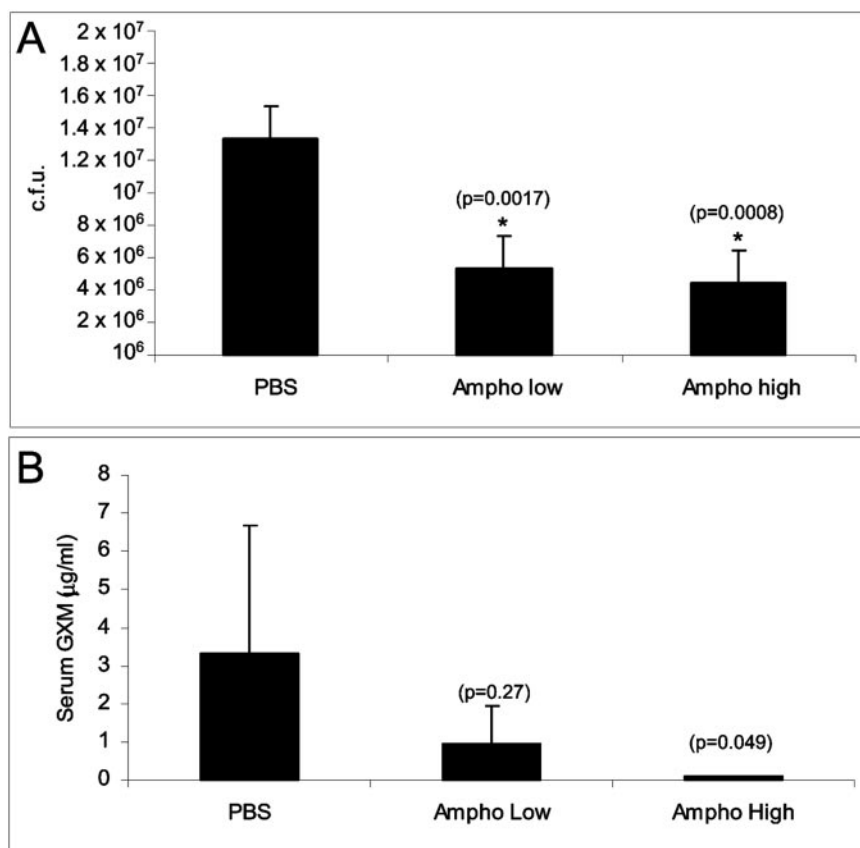 A
2 x 10⁷
1.8 x 10⁷
1.6 x 10⁷
1.4 x 10⁷
1.2 x 10⁷
10⁷
8 x 10⁶
6 x 10⁶
4 x 10⁶
2 x 10⁶
10⁶
c.f.u.
(p=0.0017)
*
(p=0.0008)
*
PBS Ampho low Ampho high
B
8
7
6
5
4
3
2
1
0
Serum GXM (µg/ml)
(p=0.27)
(p=0.049)
PBS Ampho Low Ampho High